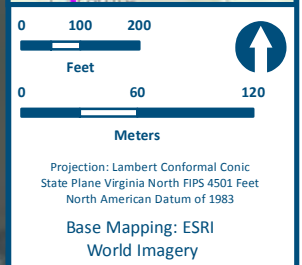 0 100 200
Feet
0 60 120
Meters
Projection: Lambert Conformal Conic
State Plane Virginia North FIPS 4501 Feet
North American Datum of 1983
Base Mapping: ESRI
World Imagery